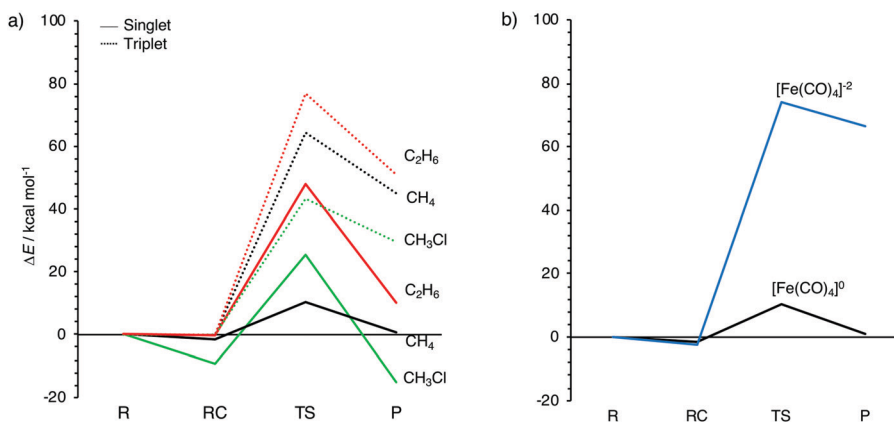 a)
Singlet
Triplet
ΔE / kcal mol⁻¹
100
80
60
40
20
0
-20
C₂H₆
CH₄
CH₃Cl
C₂H₆
CH₄
CH₃Cl
R RC TS P
b)
100
80
60
40
20
0
-20
[Fe(CO)₄]⁻²
[Fe(CO)₄]⁰
R RC TS P